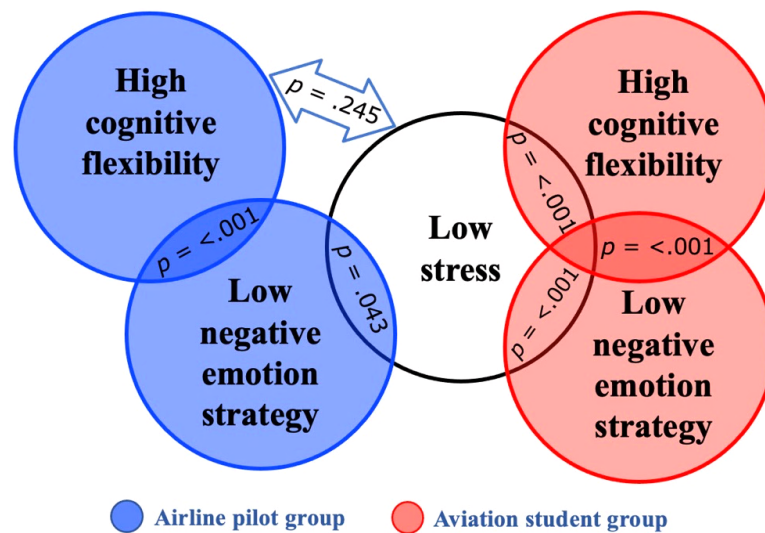 High
cognitive
flexibility
p = .245
p = <.001
Low
negative
emotion
strategy
p = .043
Low
stress
p = <.001
p = <.001
High
cognitive
flexibility
p = <.001
Low
negative
emotion
strategy
Airline pilot group
Aviation student group